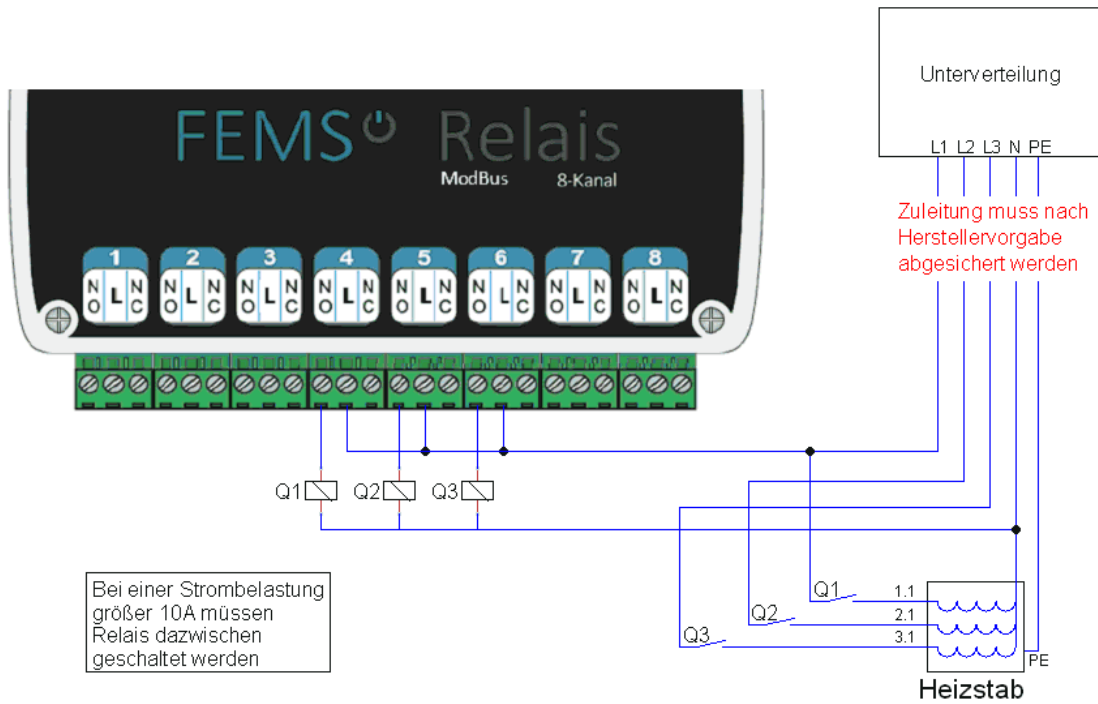 Unterverteilung
L1 L2 L3 N PE
Zuleitung muss nach
Herstellervorgabe
abgesichert werden
FEMS Relais
ModBus 8-Kanal
1 2 3 4 5 6 7 8
NO L NC NO L NC NO L NC NO L NC NO L NC NO L NC NO L NC NO L NC
Q1 Q2 Q3
Bei einer Strombelastung
größer 10A müssen
Relais dazwischen
geschaltet werden
Q1 1.1
Q2 2.1
Q3 3.1
PE
Heizstab